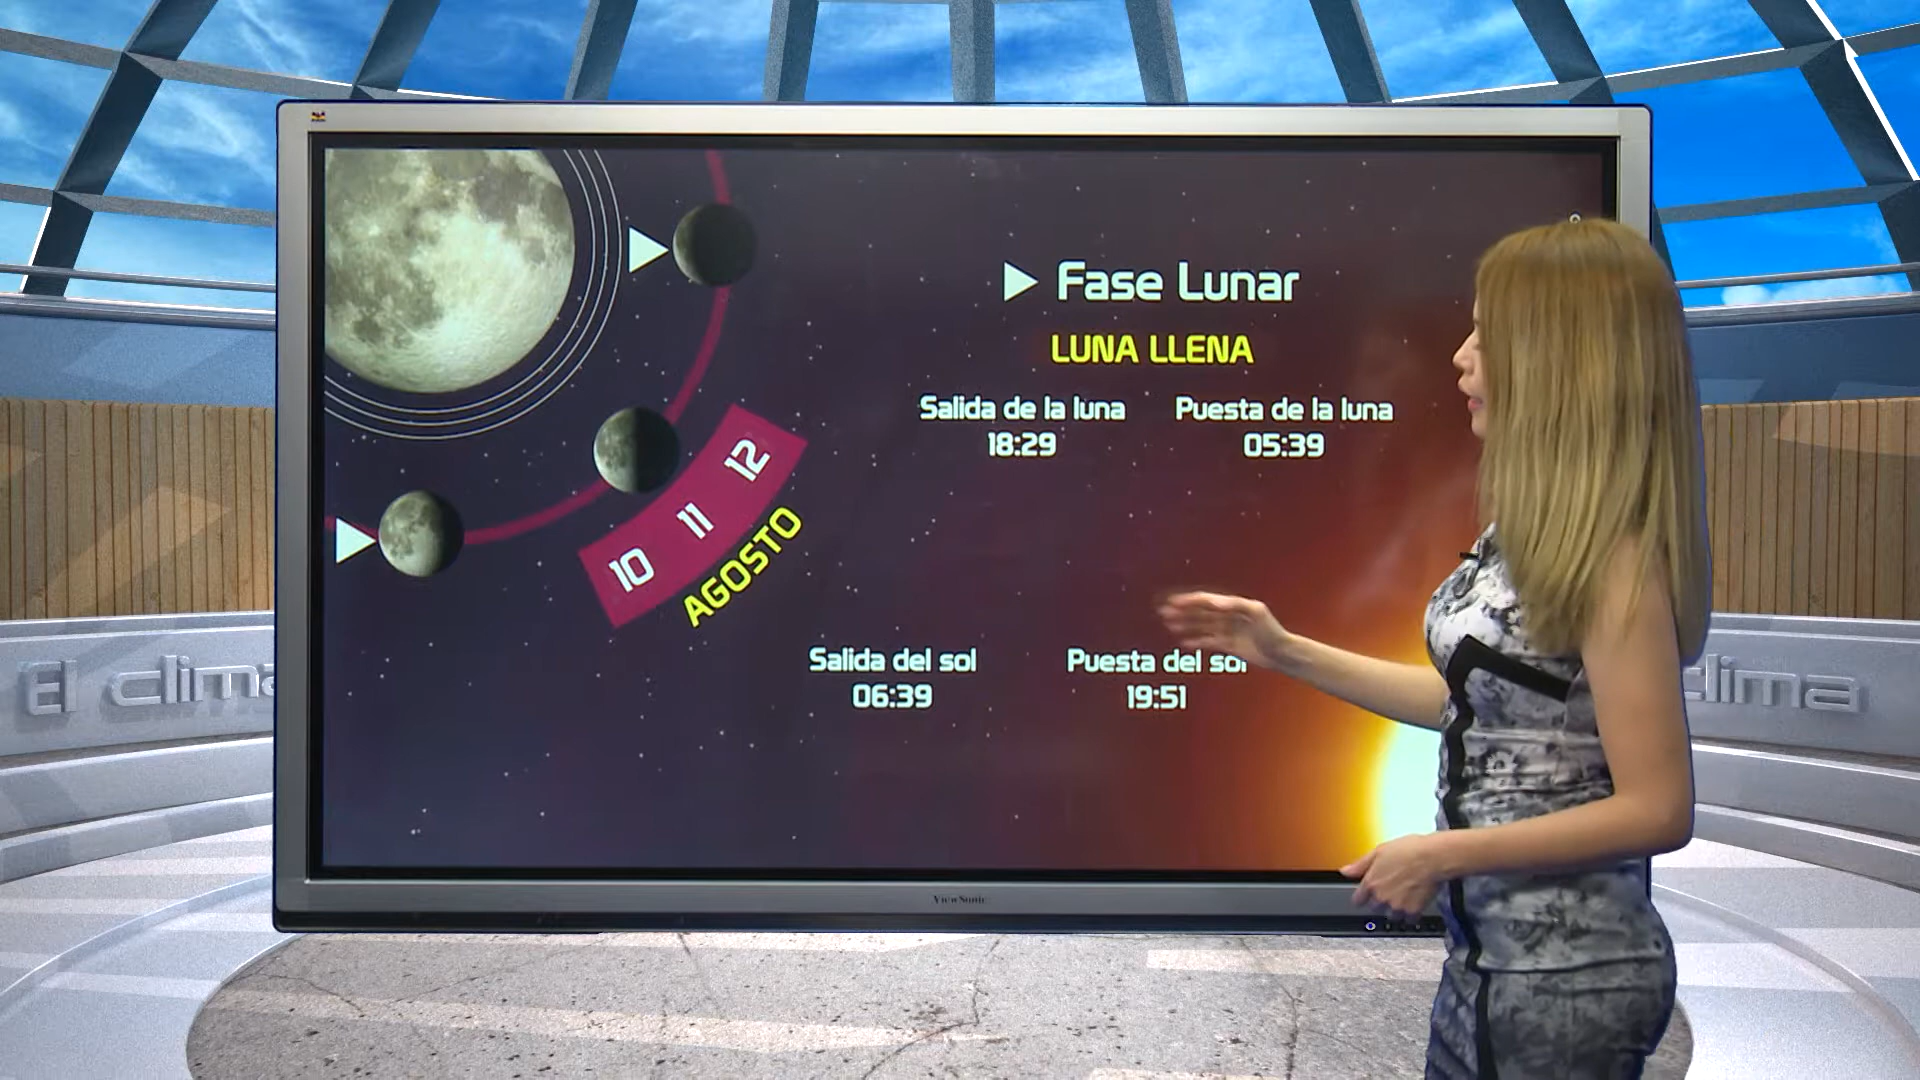 Fase Lunar
LUNA LLENA
Salida de la luna
18:29
Puesta de la luna
05:39
10 11 12
AGOSTO
Salida del sol
06:39
Puesta del sol
19:51
El clima
clima
ViewSonic